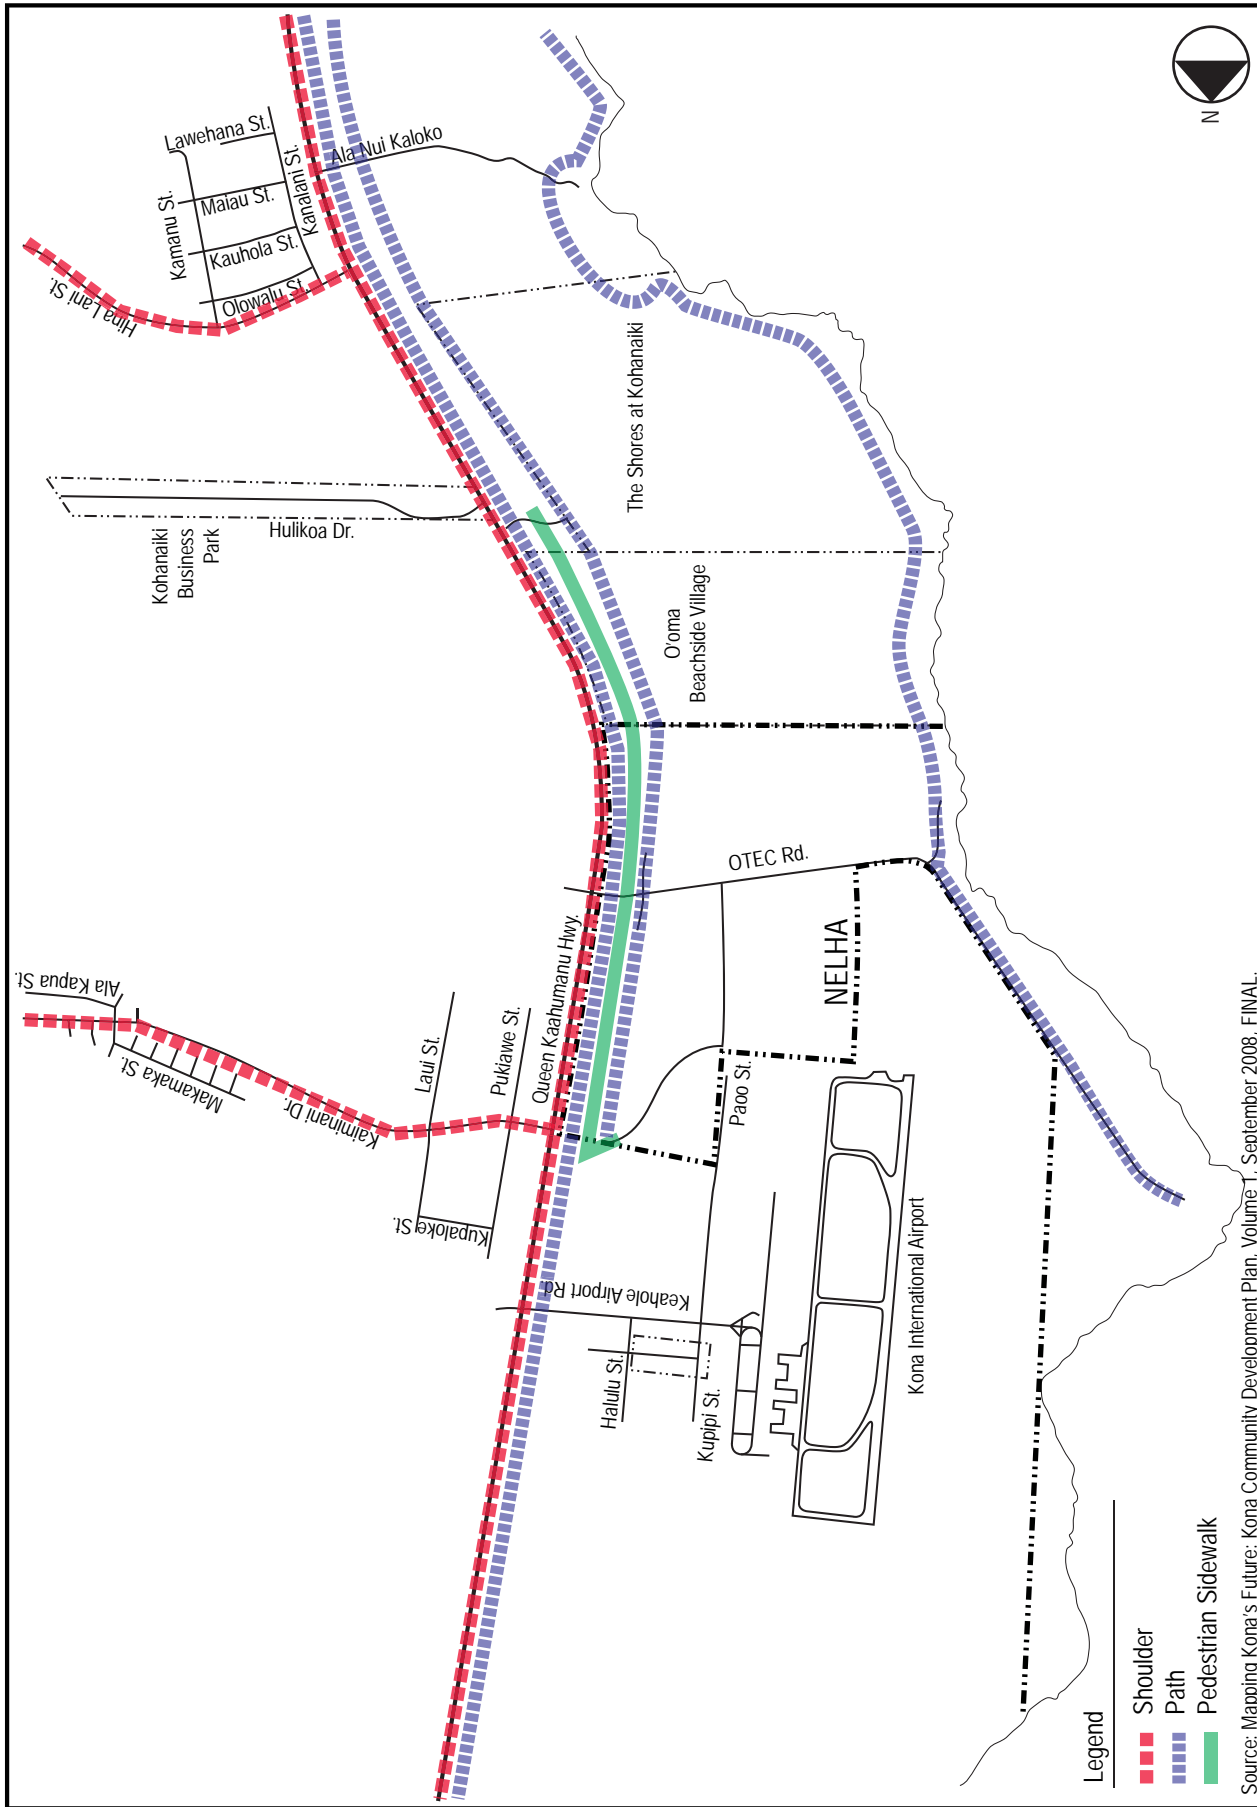 N
Lawehana St.
Kamanu St.
Maiau St.
Kanalani St.
Ala Nui Kaloko
Kauhola St.
Olowalu St.
Hina Lani St.
The Shores at Kohanaiki
Kohanaiki
Business
Park
Hulikoa Dr.
O'oma
Beachside Village
OTEC Rd.
NELHA
Ala Kapua St.
Makamaka St.
Kaiminani Dr.
Laui St.
Pukiawe St.
Queen Kaahumanu Hwy.
Kupaloke St.
Paoo St.
Keahole Airport Rd.
Halulu St.
Kupipi St.
Kona International Airport
Legend
Shoulder
Path
Pedestrian Sidewalk
Source: Mapping Kona's Future: Kona Community Development Plan, Volume 1, September 2008, FINAL.